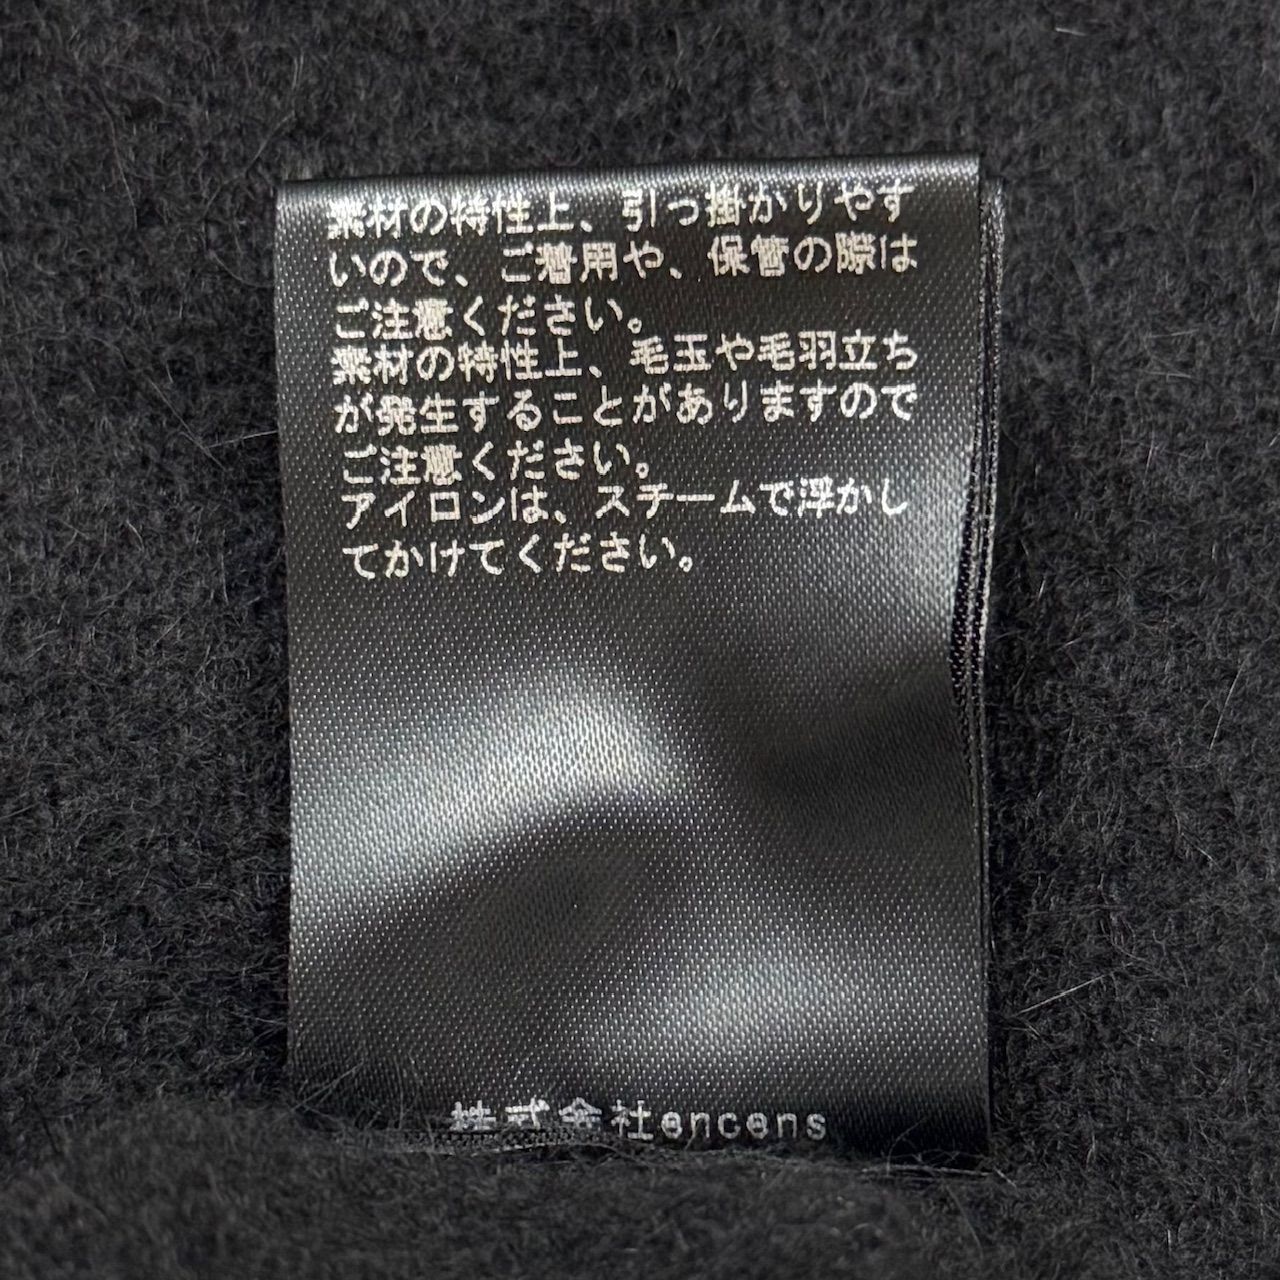 素材の特性上、引っ掛かりやす
いので、ご着用や、保管の際は
ご注意ください。
素材の特性上、毛玉や毛羽立ち
が発生することがありますので
ご注意ください。
アイロンは、スチームで浮かし
てかけてください。
株式会社encens